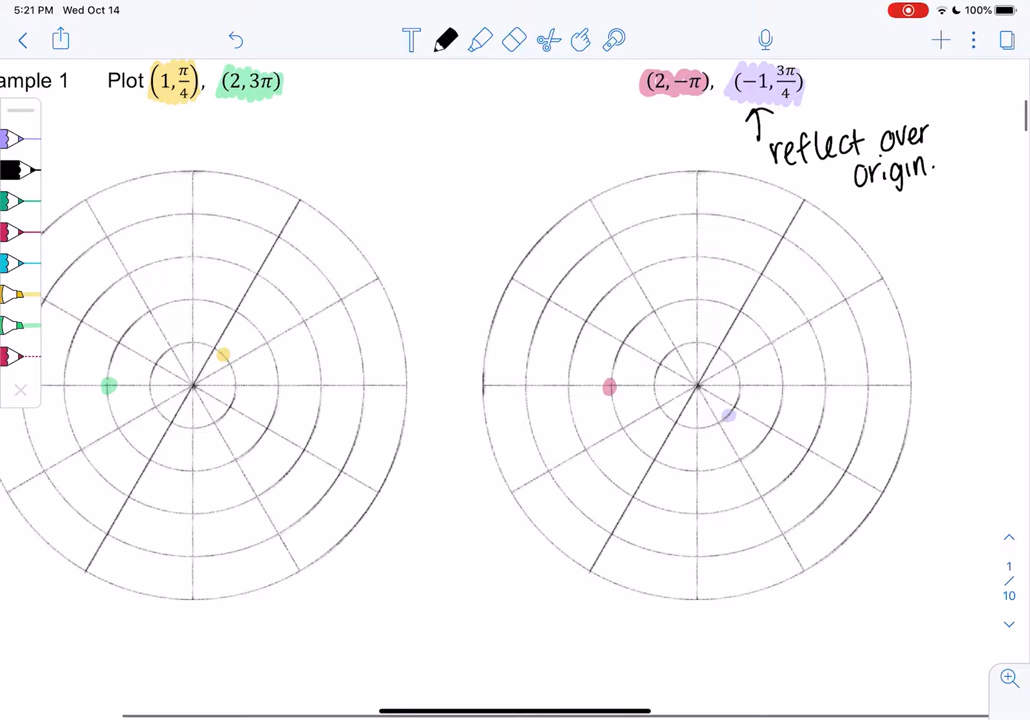 5:21 PM Wed Oct 14
100%
T
ample 1 Plot (1, π/4), (2, 3π) (2, −π), (−1, 3π/4)
reflect over
origin.
1
/
10